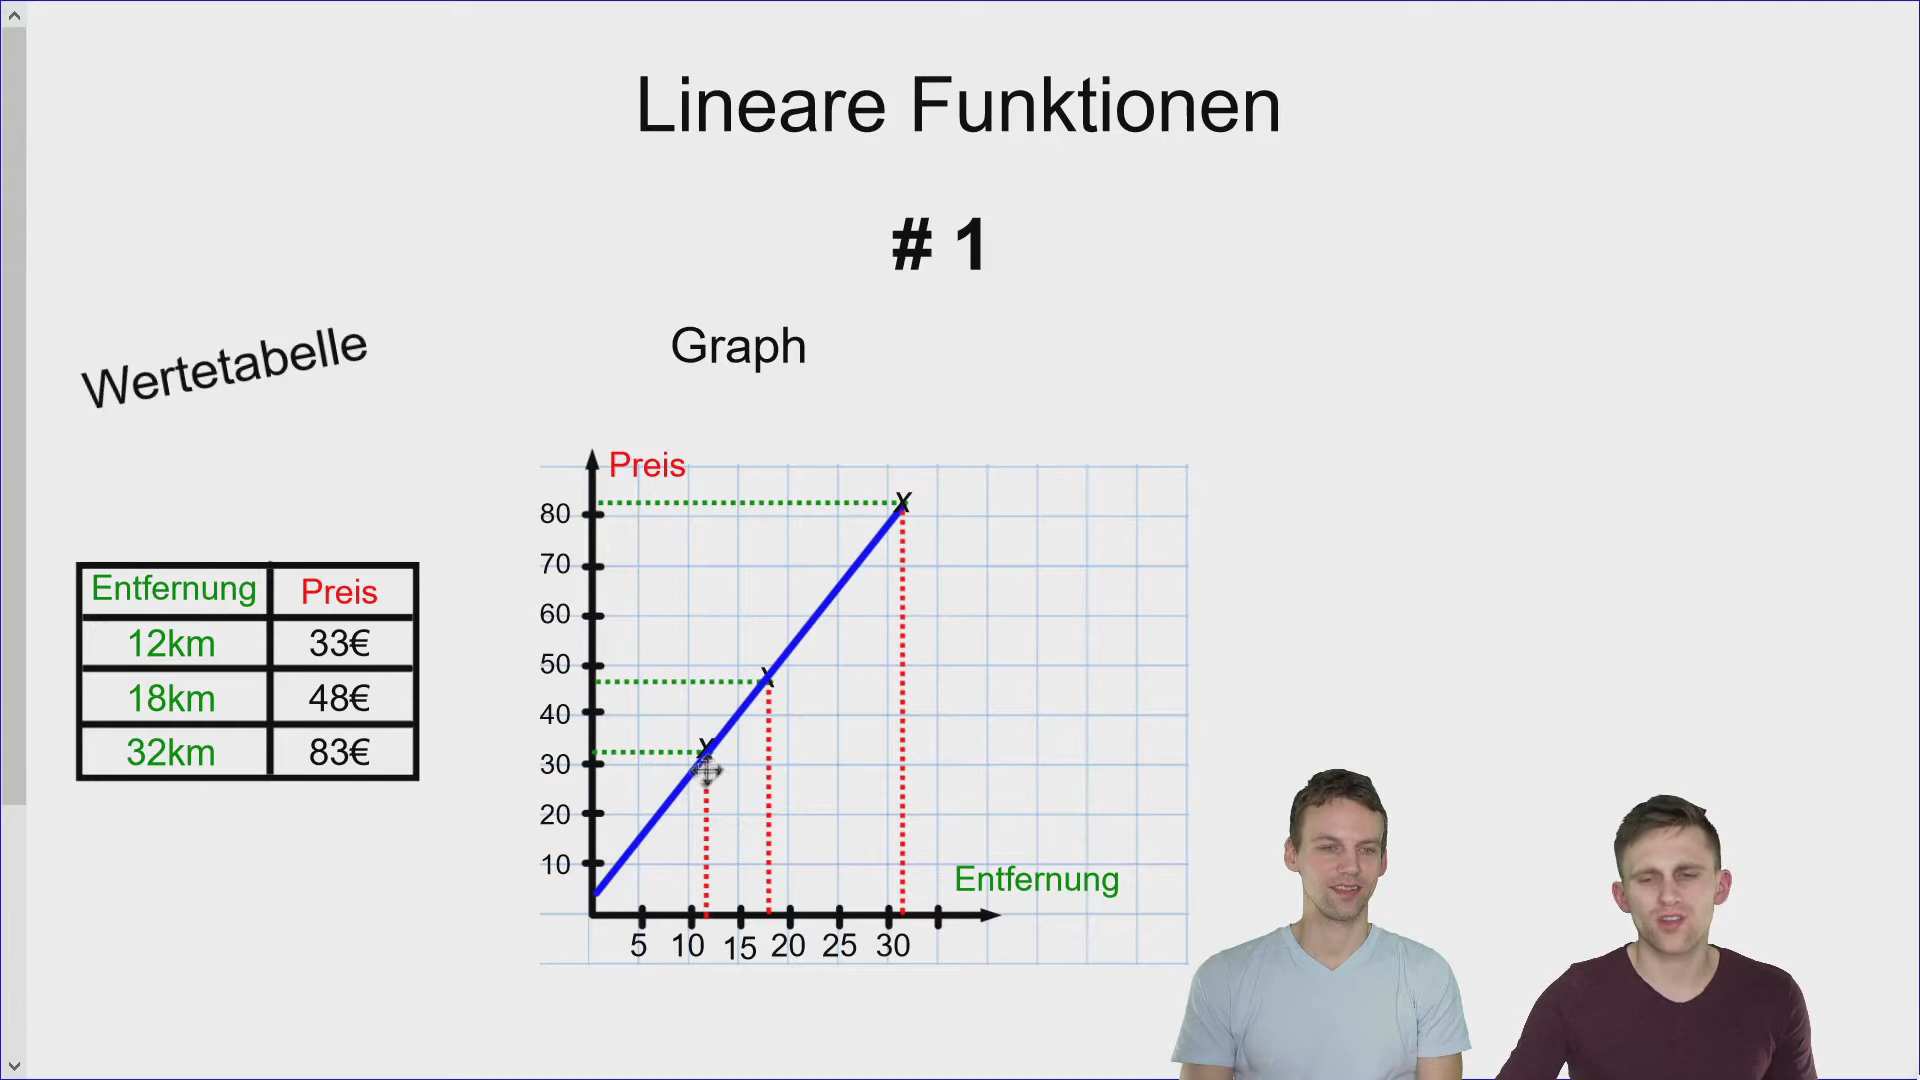 Lineare Funktionen
# 1
Wertetabelle
Graph
Entfernung Preis
12km 33€
18km 48€
32km 83€
Preis
80
70
60
50
40
30
20
10
x
x
x
Entfernung
5 10 15 20 25 30